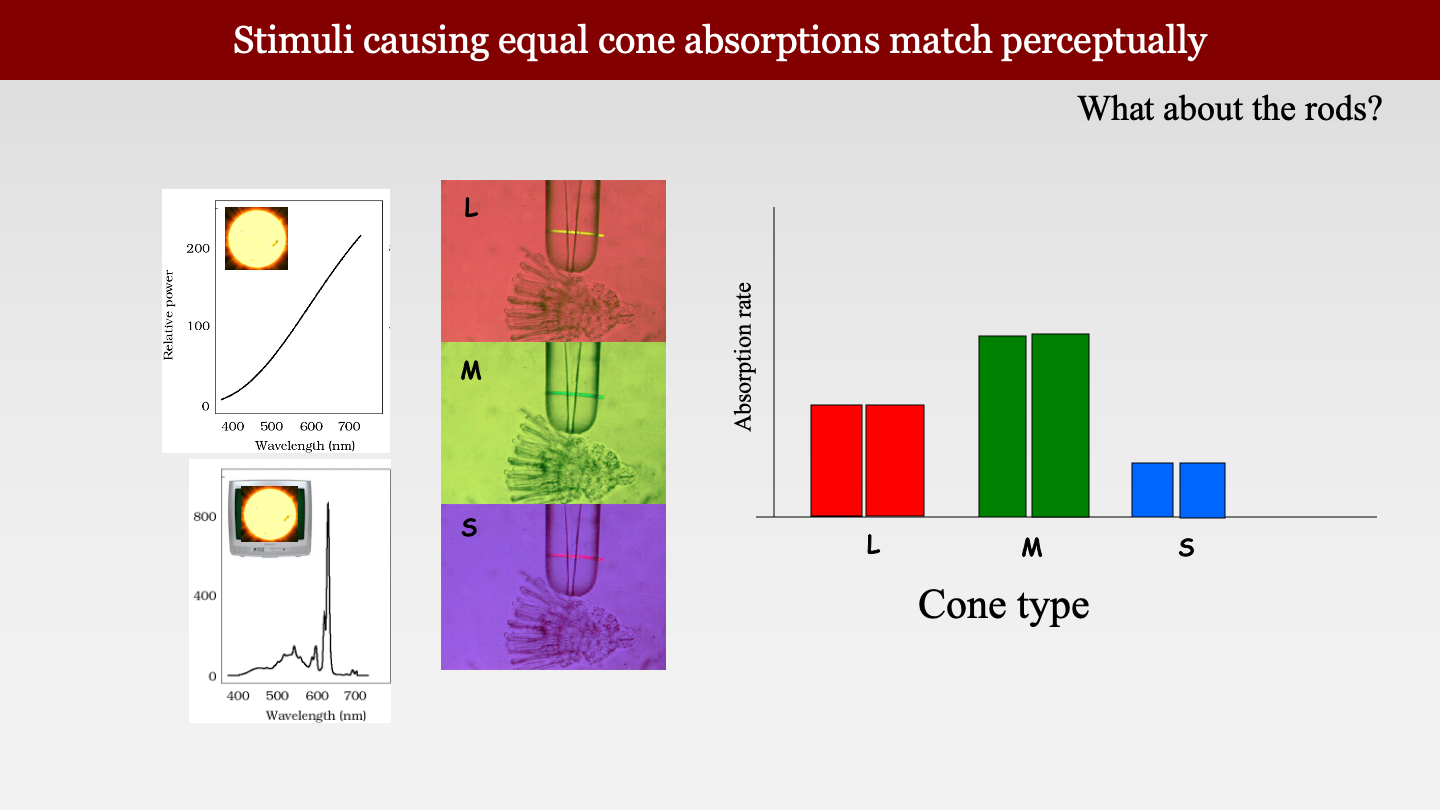 Stimuli causing equal cone absorptions match perceptually
What about the rods?
Relative power
200
100
0
400 500 600 700
Wavelength (nm)
800
400
0
400 500 600 700
Wavelength (nm)
L
M
S
Absorption rate
L M S
Cone type